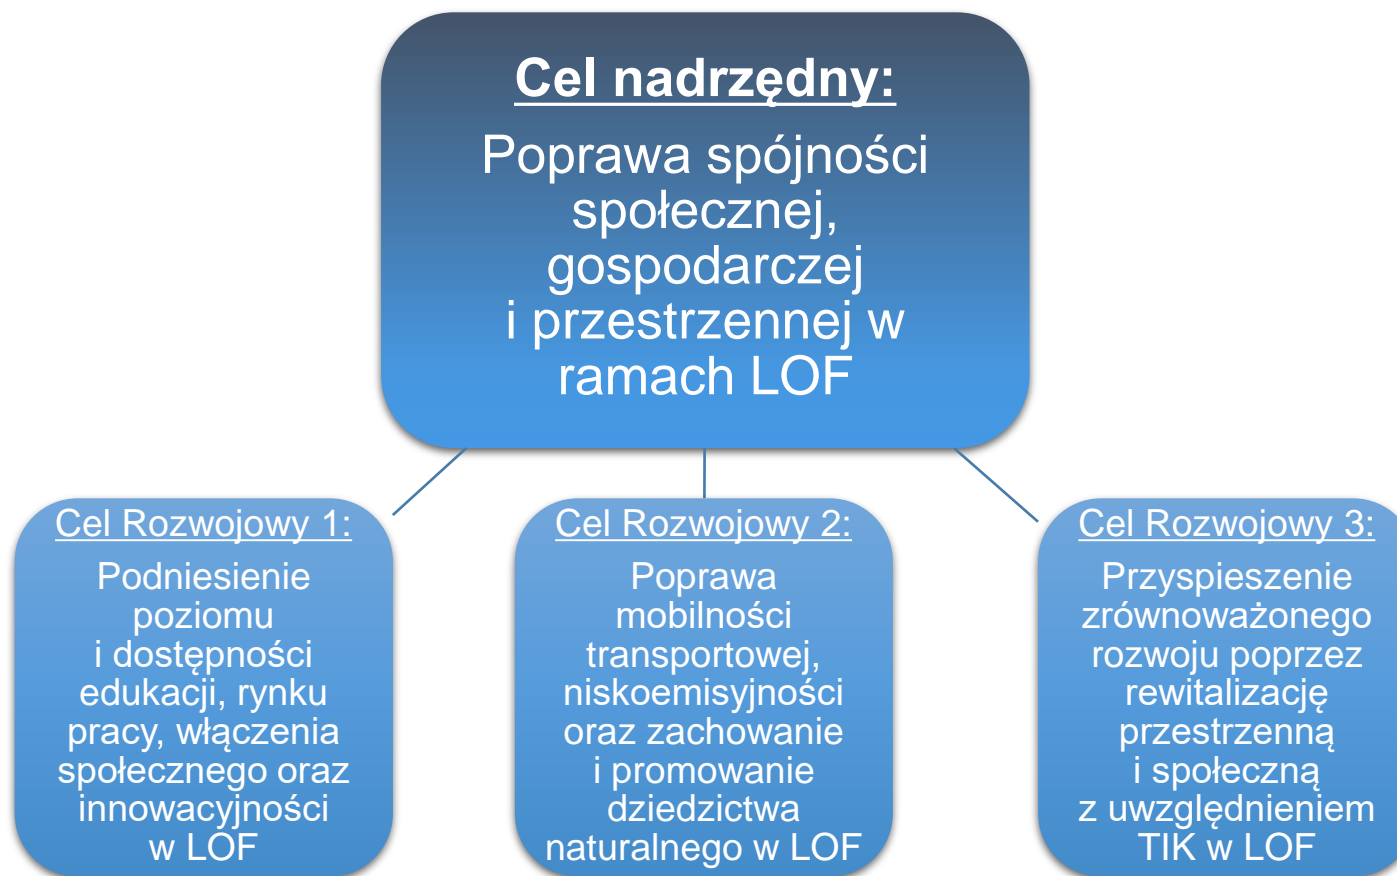 Cel nadrzędny:
Poprawa spójności
społecznej,
gospodarczej
i przestrzennej w
ramach LOF
Cel Rozwojowy 1:
Podniesienie
poziomu
i dostępności
edukacji, rynku
pracy, włączenia
społecznego oraz
innowacyjności
w LOF
Cel Rozwojowy 2:
Poprawa
mobilności
transportowej,
niskoemisyjności
oraz zachowanie
i promowanie
dziedzictwa
naturalnego w LOF
Cel Rozwojowy 3:
Przyspieszenie
zrównoważonego
rozwoju poprzez
rewitalizację
przestrzenną
i społeczną
z uwzględnieniem
TIK w LOF